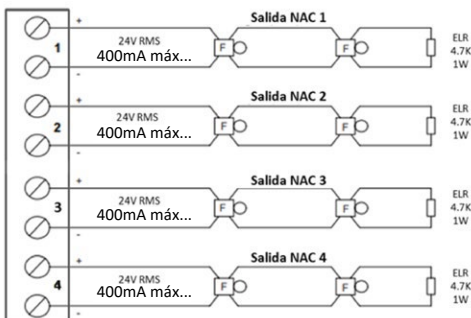 Salida NAC 1
+
1
24V RMS
400mA máx...
F
F
ELR
4.7K
1W
-
Salida NAC 2
+
2
24V RMS
400mA máx...
F
F
ELR
4.7K
1W
-
Salida NAC 3
+
3
24V RMS
400mA máx...
F
F
ELR
4.7K
1W
-
Salida NAC 4
+
4
24V RMS
400mA máx...
F
F
ELR
4.7K
1W
-